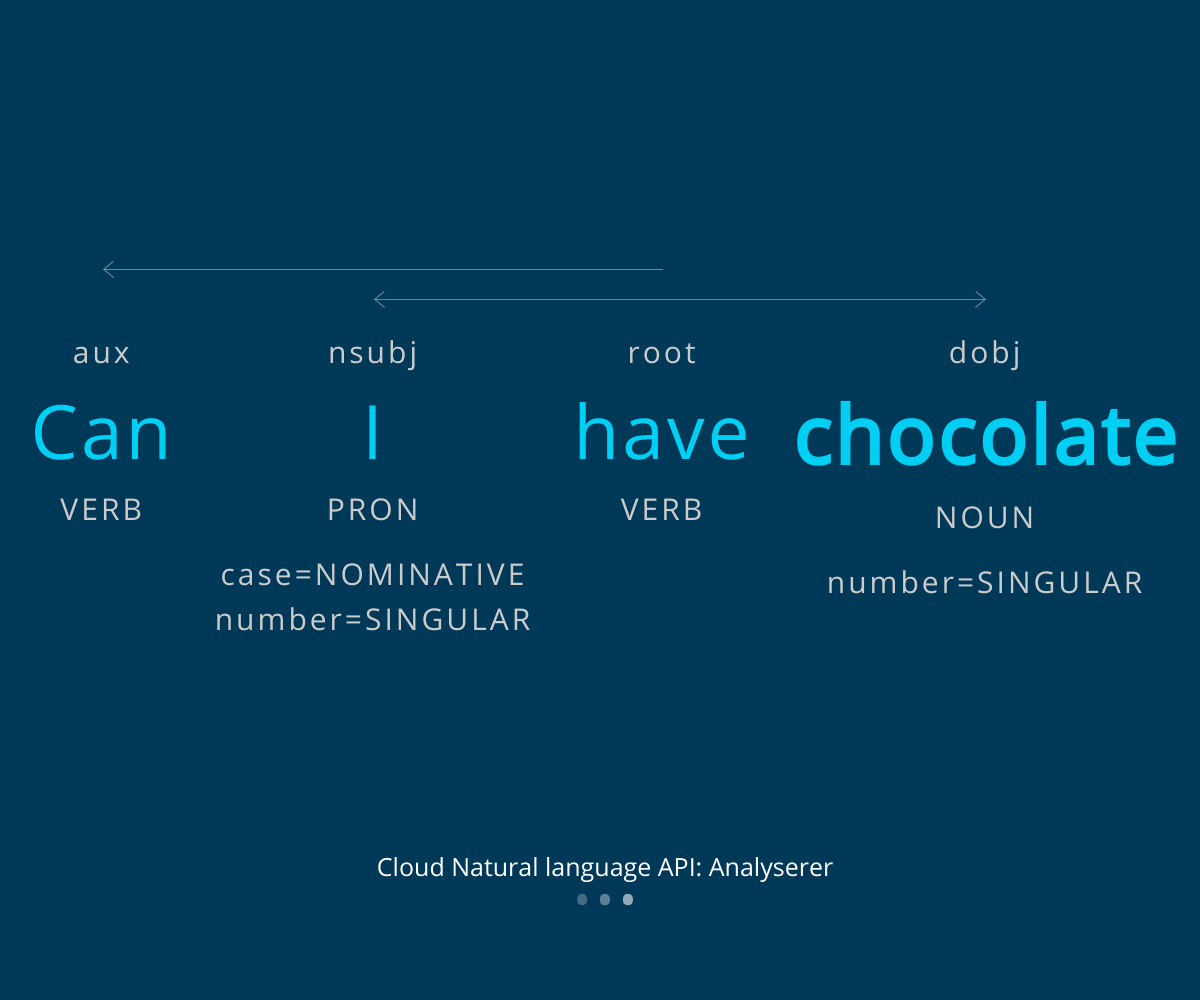 aux nsubj root dobj
Can I have chocolate
VERB PRON VERB NOUN
case=NOMINATIVE
number=SINGULAR number=SINGULAR
Cloud Natural language API: Analyserer